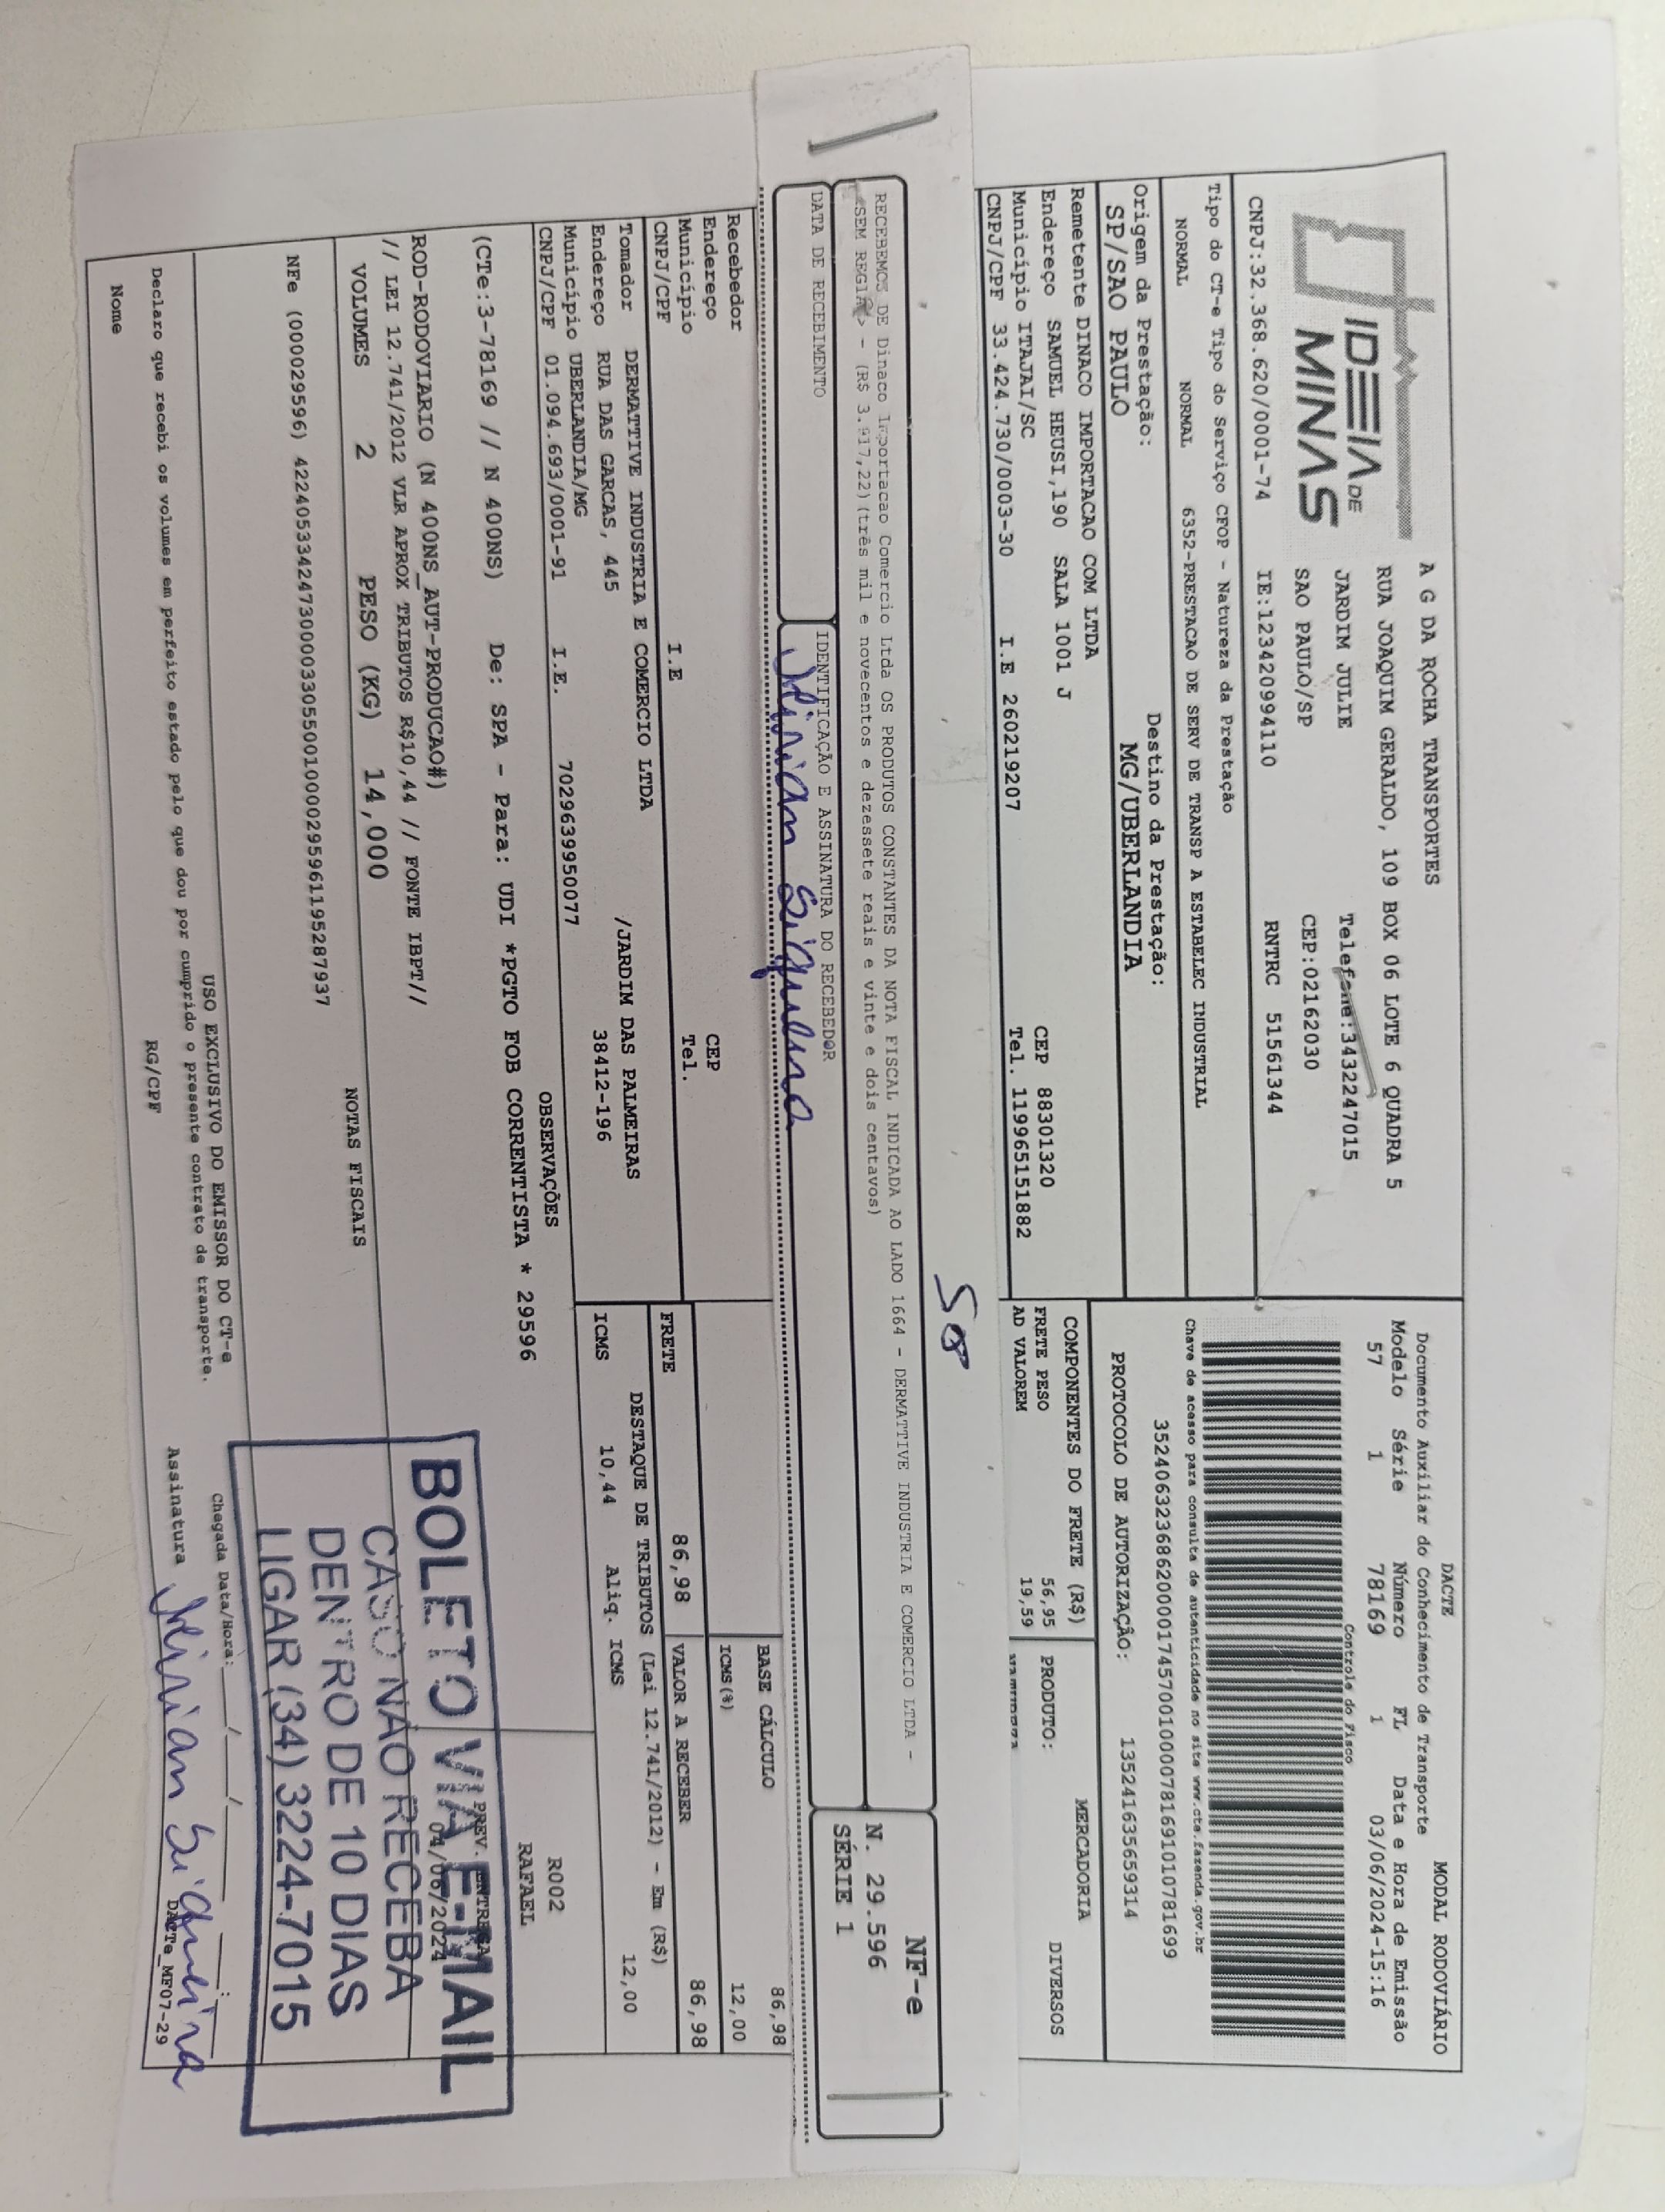 IDEIA DE
MINAS
A G DA ROCHA TRANSPORTES
RUA JOAQUIM GERALDO, 109 BOX 06 LOTE 6 QUADRA 5
JARDIM JULIE Telefone:3432247015
SAO PAULO/SP CEP:02162030
CNPJ:32.368.620/0001-74 IE:123420994110 RNTRC 51561344
Tipo do CT-e Tipo do Serviço CFOP - Natureza da Prestação
NORMAL NORMAL 6352-PRESTACAO DE SERV DE TRANSP A ESTABELEC INDUSTRIAL
Origem da Prestação: Destino da Prestação:
SP/SAO PAULO MG/UBERLANDIA
Remetente DINACO IMPORTACAO COM LTDA
Endereço SAMUEL HEUSI,190 SALA 1001 J
Município ITAJAI/SC CEP 88301320
CNPJ/CPF 33.424.730/0003-30 I.E 260219207 Tel. 11996515188​2
DACTE MODAL RODOVIÁRIO
Documento Auxiliar do Conhecimento de Transporte
Modelo Série Número FL Data e Hora de Emissão
57 1 78169 1 03/06/2024-15:16
Controle do Fisco
Chave de acesso para consulta de autenticidade no site www.cte.fazenda.gov.br
35240632368620000174570010000781691010781699
PROTOCOLO DE AUTORIZAÇÃO: 135241635659314
COMPONENTES DO FRETE (R$) MERCADORIA
FRETE PESO 56,95 PRODUTO: DIVERSOS
AD VALOREM 19,59
508
RECEBEMOS DE Dinaco Importacao Comercio Ltda OS PRODUTOS CONSTANTES DA NOTA FISCAL INDICADA AO LADO 1664 - DERMATTIVE INDUSTRIA E COMERCIO LTDA -
- (R$ 3.917,22)(três mil e novecentos e dezessete reais e vinte e dois centavos)
DATA DE RECEBIMENTO IDENTIFICAÇÃO E ASSINATURA DO RECEBEDOR
Mirian Siqueira
NF-e
N. 29.596
SÉRIE 1
Recebedor
Endereço CEP
Município Tel.
CNPJ/CPF I.E
Tomador DERMATTIVE INDUSTRIA E COMERCIO LTDA
Endereço RUA DAS GARCAS, 445 /JARDIM DAS PALMEIRAS
Município UBERLANDIA/MG 38412-196
CNPJ/CPF 01.094.693/0001-91 I.E. 7029639950077
BASE CÁLCULO 86,98
ICMS(%) 12,00
FRETE 86,98 VALOR A RECEBER 86,98
DESTAQUE DE TRIBUTOS (Lei 12.741/2012) - Em (R$)
ICMS 10,44 Aliq. ICMS 12,00
OBSERVAÇÕES
(CTe:3-78169 // N 400NS) De: SPA - Para: UDI *PGTO FOB CORRENTISTA * 29596
R002
RAFAEL
ROD-RODOVIARIO (N 400NS_AUT-PRODUCAO#)
// LEI 12.741/2012 VLR APROX TRIBUTOS R$10,44 // FONTE IBPT//
PREV. ENTREGA
04/06/2024
VOLUMES 2 PESO (KG) 14,000
NOTAS FISCAIS
NFe (000029596) 42240533424730000330550010000295961195287937
BOLETO VIA E-MAIL
CASO NÃO RECEBA
DENTRO DE 10 DIAS
LIGAR (34) 3224-7015
USO EXCLUSIVO DO EMISSOR DO CT-e
Declaro que recebi os volumes em perfeito estado pelo que dou por cumprido o presente contrato de transporte.
Chegada Data/Hora: ___/___/___ ___:___
Nome RG/CPF Assinatura Mirian Siqueira
DACTe_MF07-29